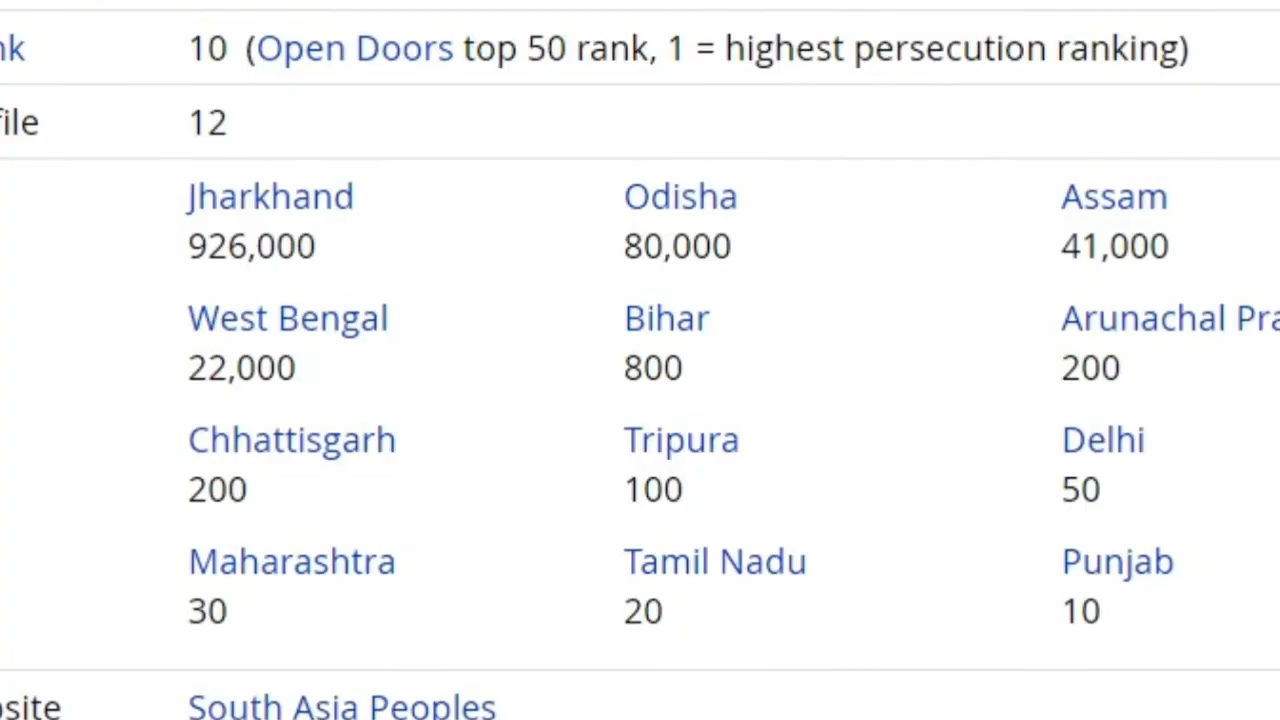 nk 10 (Open Doors top 50 rank, 1 = highest persecution ranking)
file 12
Jharkhand Odisha Assam
926,000 80,000 41,000
West Bengal Bihar Arunachal Pra
22,000 800 200
Chhattisgarh Tripura Delhi
200 100 50
Maharashtra Tamil Nadu Punjab
30 20 10
site South Asia Peoples